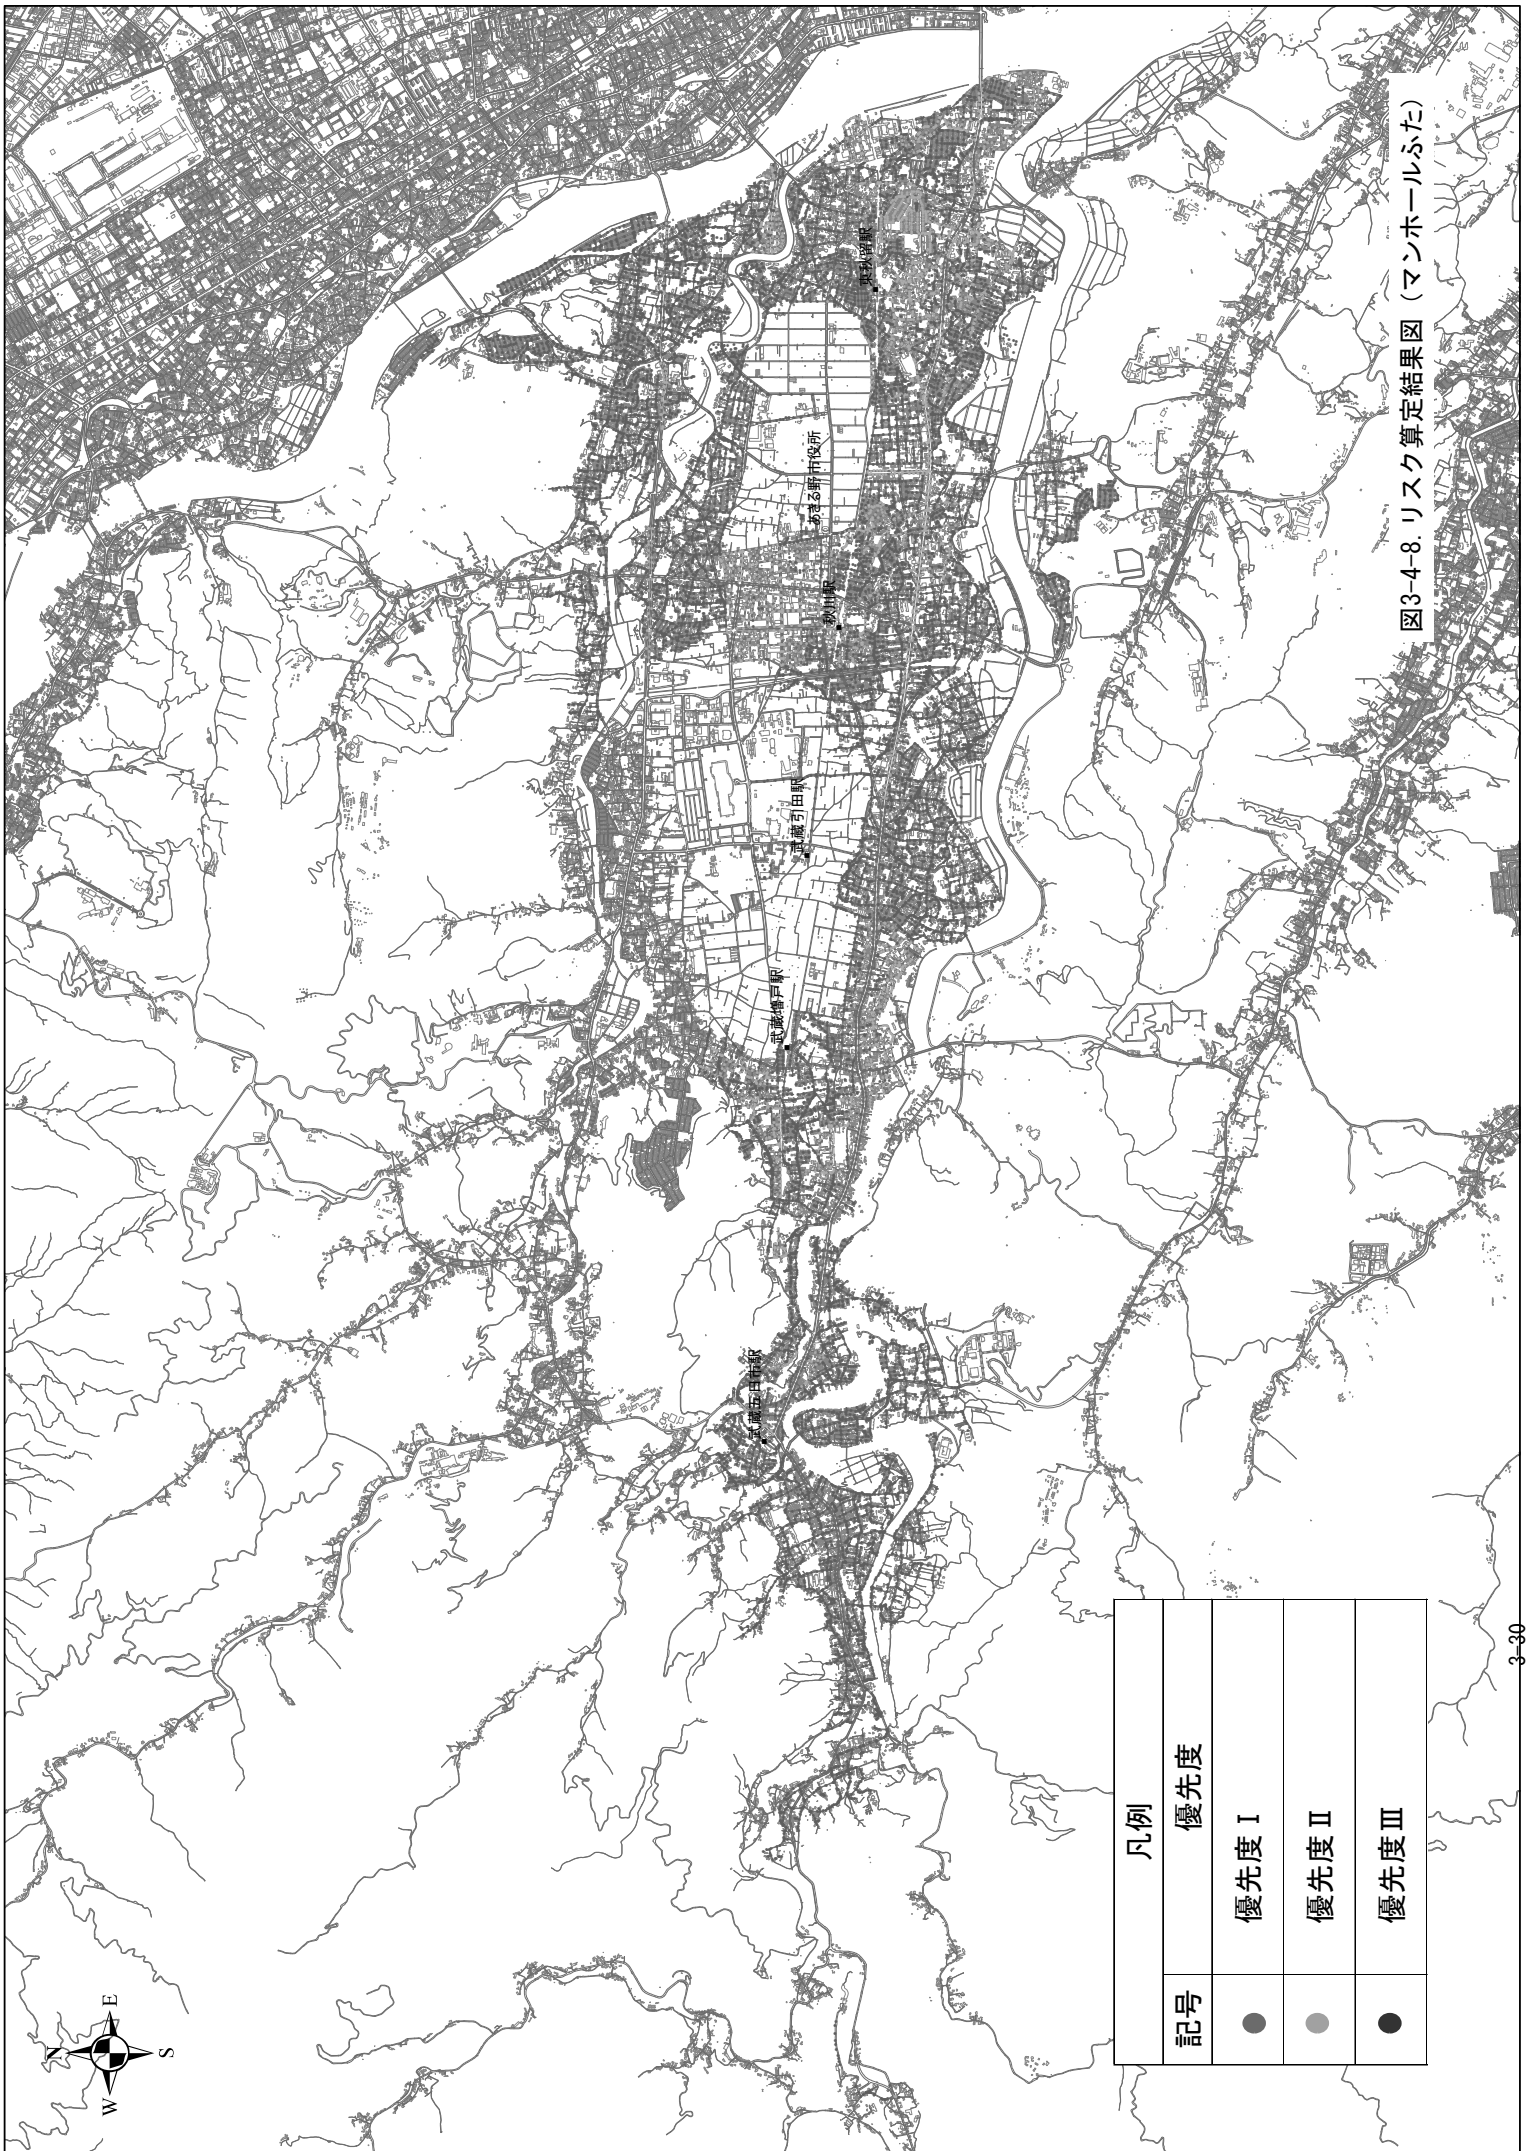 N
W
E
S
武蔵五日市駅
武蔵増戸駅
武蔵引田駅
秋川駅
あきる野市役所
東秋留駅
凡例
記号 優先度
優先度Ⅰ
優先度Ⅱ
優先度Ⅲ
図3-4-8. リスク算定結果図（マンホールふた）
3-30